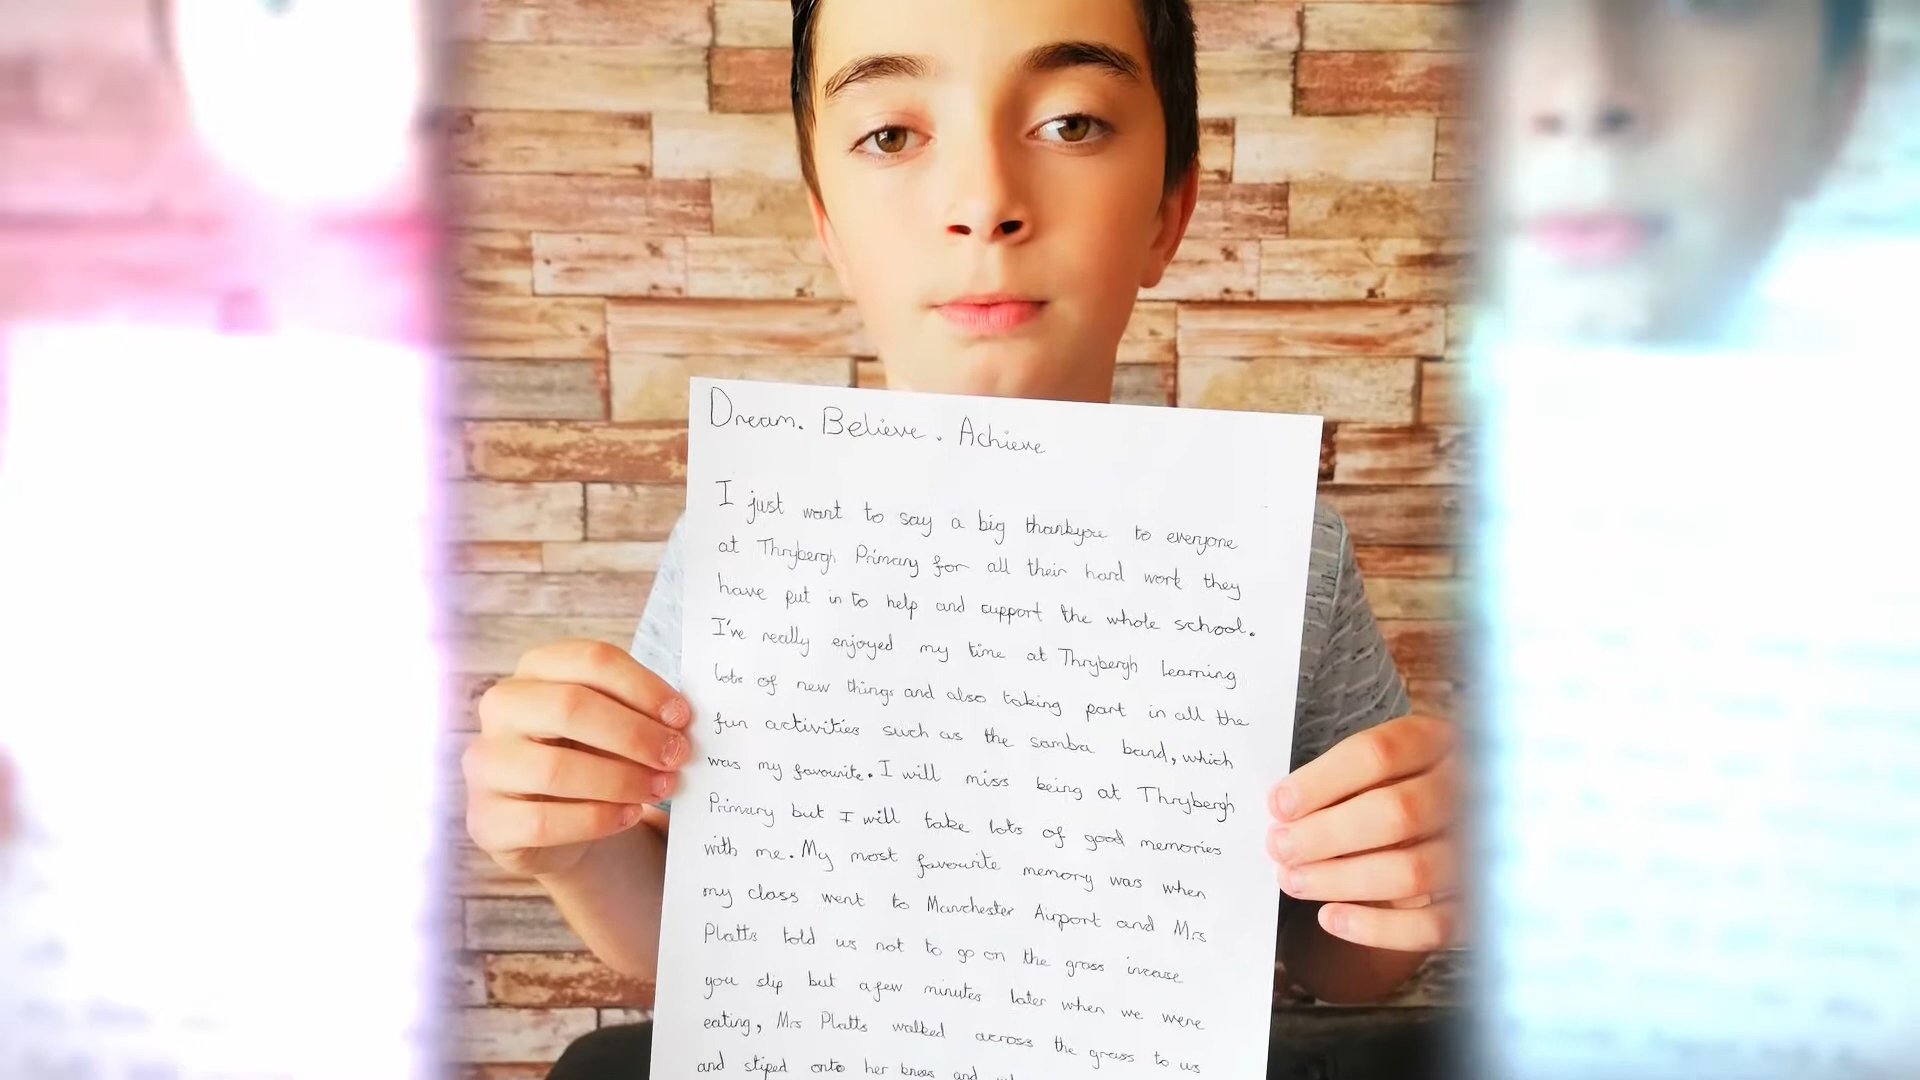 Dream. Believe. Achieve
I just want to say a big thankyou to everyone
at Thrybergh Primary for all their hard work they
have put in to help and support the whole school.
I've really enjoyed my time at Thrybergh learning
lots of new things and also taking part in all the
fun activities such as the samba band, which
was my favourite. I will miss being at Thrybergh
Primary but I will take lots of good memories
with me. My most favourite memory was when
my class went to Manchester Airport and Mrs
Platts told us not to go on the grass incase
you slip but a few minutes later when we were
eating, Mrs Platts walked across the grass to us
and stiped onto her knees and